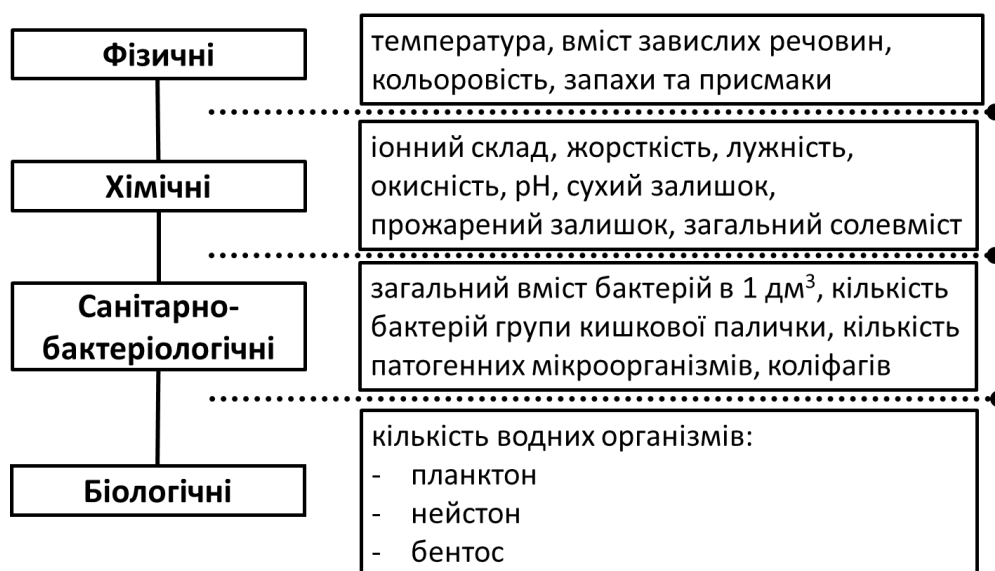 Фізичні
температура, вміст завислих речовин,
кольоровість, запахи та присмаки
Хімічні
іонний склад, жорсткість, лужність,
окисність, pH, сухий залишок,
прожарений залишок, загальний солевміст
Санітарно-
бактеріологічні
загальний вміст бактерій в 1 дм³, кількість
бактерій групи кишкової палички, кількість
патогенних мікроорганізмів, коліфагів
Біологічні
кількість водних організмів:
- планктон
- нейстон
- бентос